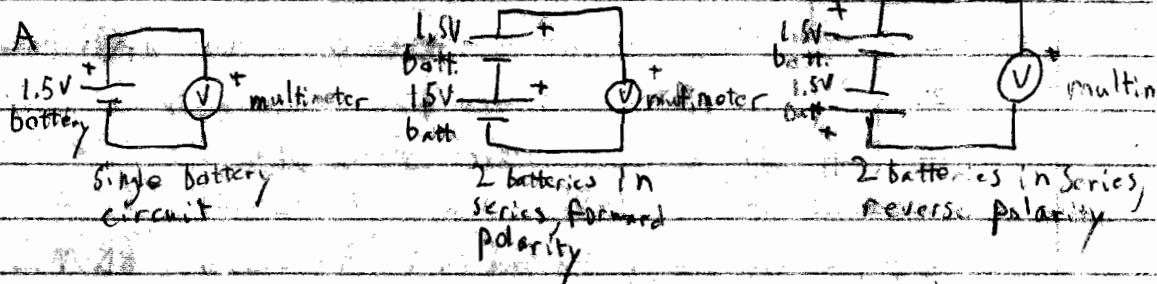 A
+
1.5V
battery
+
V
multimeter
single battery
circuit
1.5V
batt.
+
1.5V
batt
+
+
V
multimeter
2 batteries in
series, forward
polarity
+
1.5V
batt.
1.5V
batt
+
+
V
multim
2 batteries in series,
reverse polarity